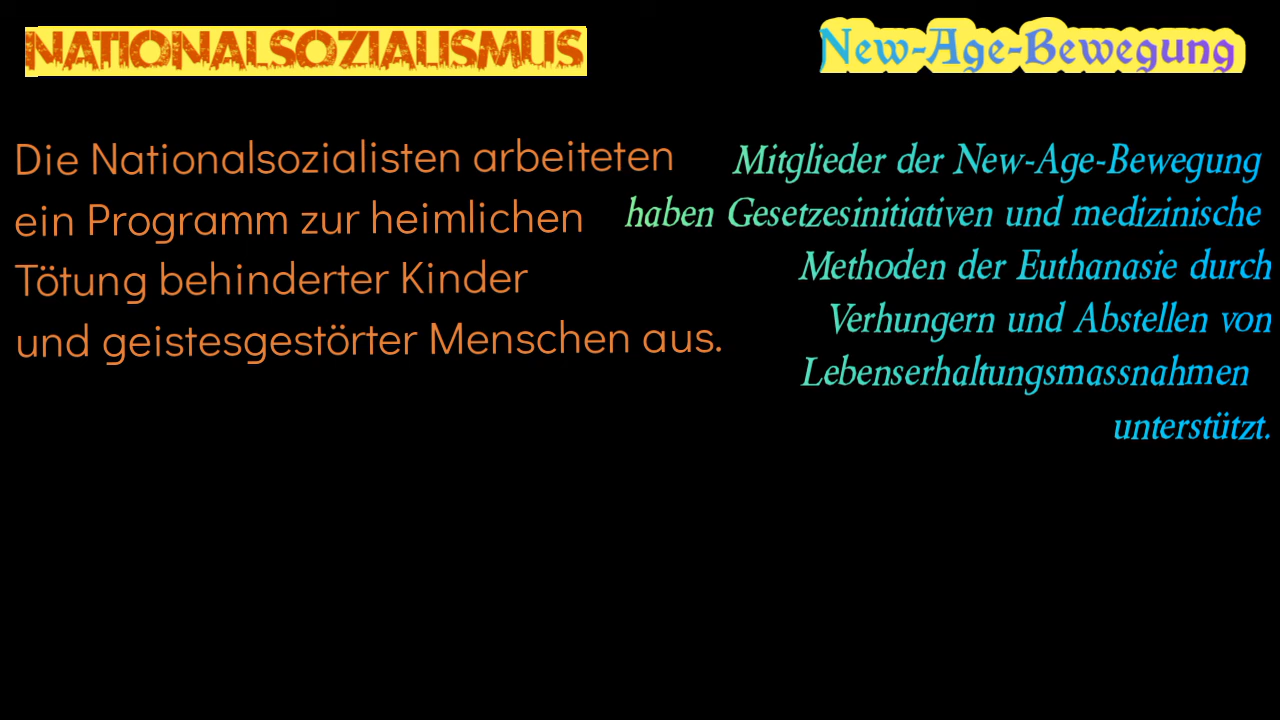 NATIONALSOZIALISMUS
New-Age-Bewegung
Die Nationalsozialisten arbeiteten
ein Programm zur heimlichen
Tötung behinderter Kinder
und geistesgestörter Menschen aus.
Mitglieder der New-Age-Bewegung
haben Gesetzesinitiativen und medizinische
Methoden der Euthanasie durch
Verhungern und Abstellen von
Lebenserhaltungsmassnahmen
unterstützt.